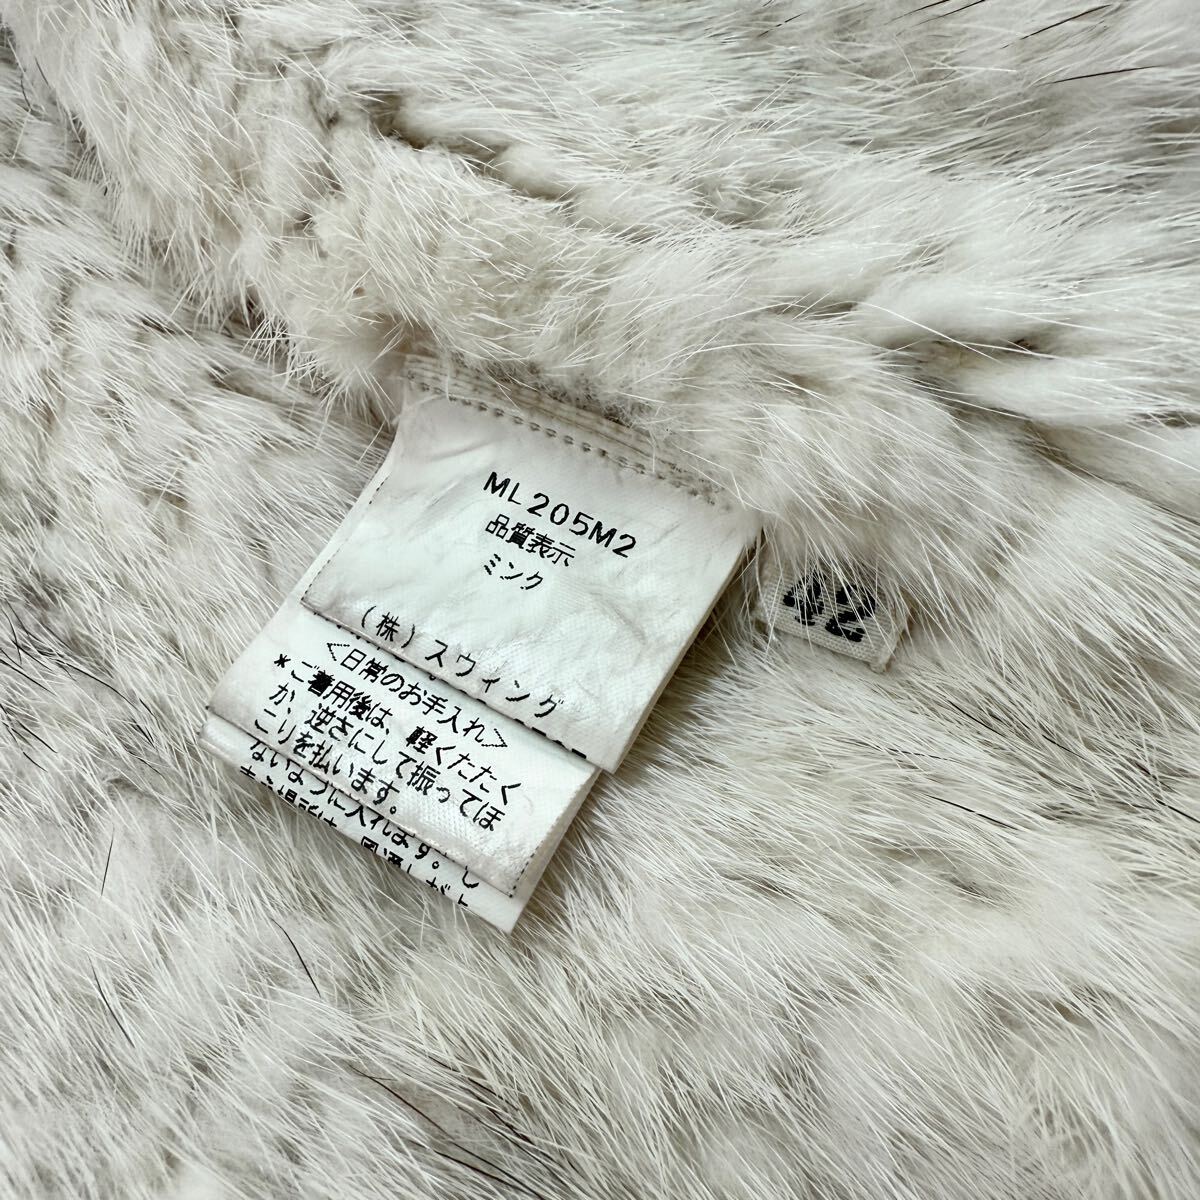 ML205M2
品質表示
ミンク
(株)スウィング
<日常のお手入れ>
*ご着用後は、軽くたたく
か、逆さにして振ってほ
こりを払います。
ないように入れます。し
42